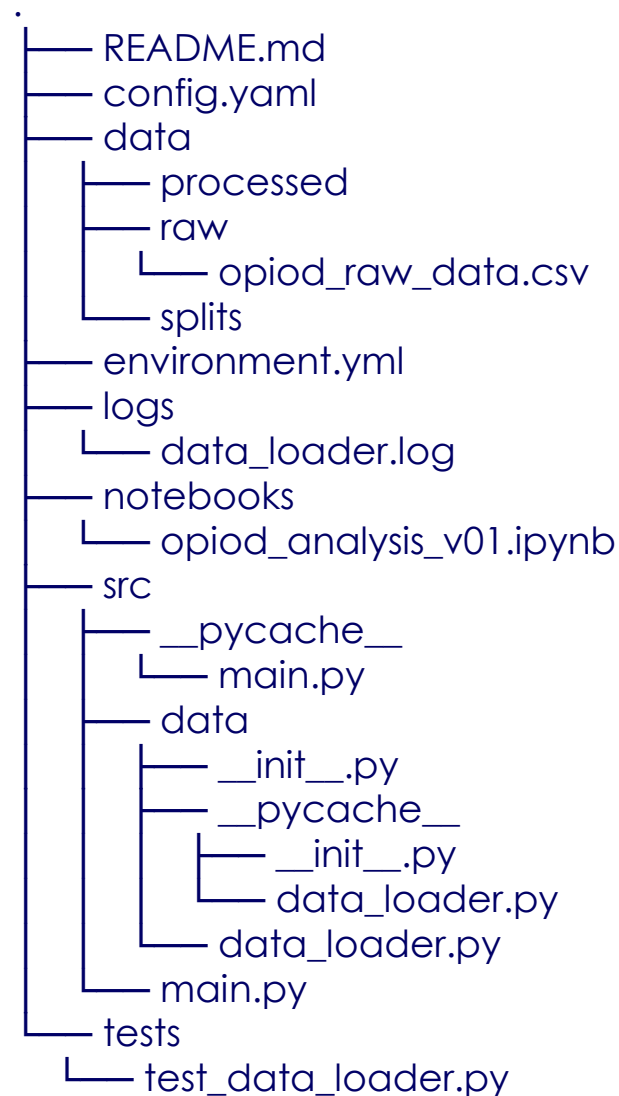 .
├── README.md
├── config.yaml
├── data
│   ├── processed
│   ├── raw
│   │   └── opiod_raw_data.csv
│   └── splits
├── environment.yml
├── logs
│   └── data_loader.log
├── notebooks
│   └── opiod_analysis_v01.ipynb
├── src
│   ├── __pycache__
│   │   └── main.py
│   ├── data
│   │   ├── __init__.py
│   │   ├── __pycache__
│   │   │   ├── __init__.py
│   │   │   └── data_loader.py
│   │   └── data_loader.py
│   └── main.py
└── tests
    └── test_data_loader.py